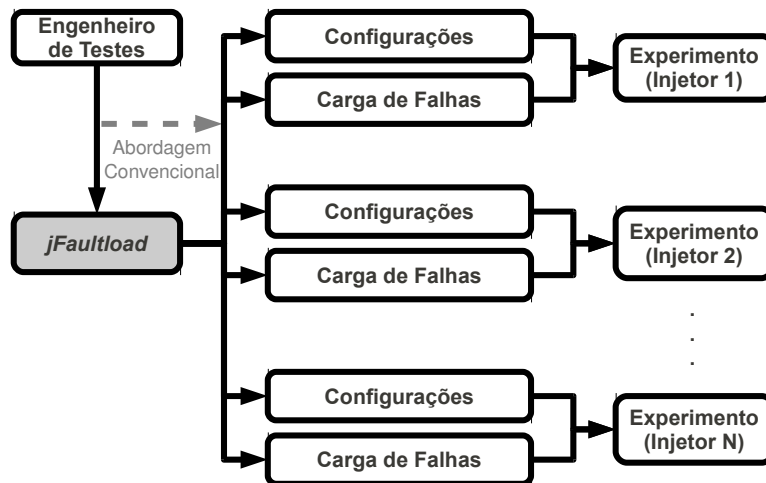 Engenheiro
de Testes
Abordagem
Convencional
jFaultload
Configurações
Carga de Falhas
Experimento
(Injetor 1)
Configurações
Carga de Falhas
Experimento
(Injetor 2)
.
.
.
Configurações
Carga de Falhas
Experimento
(Injetor N)